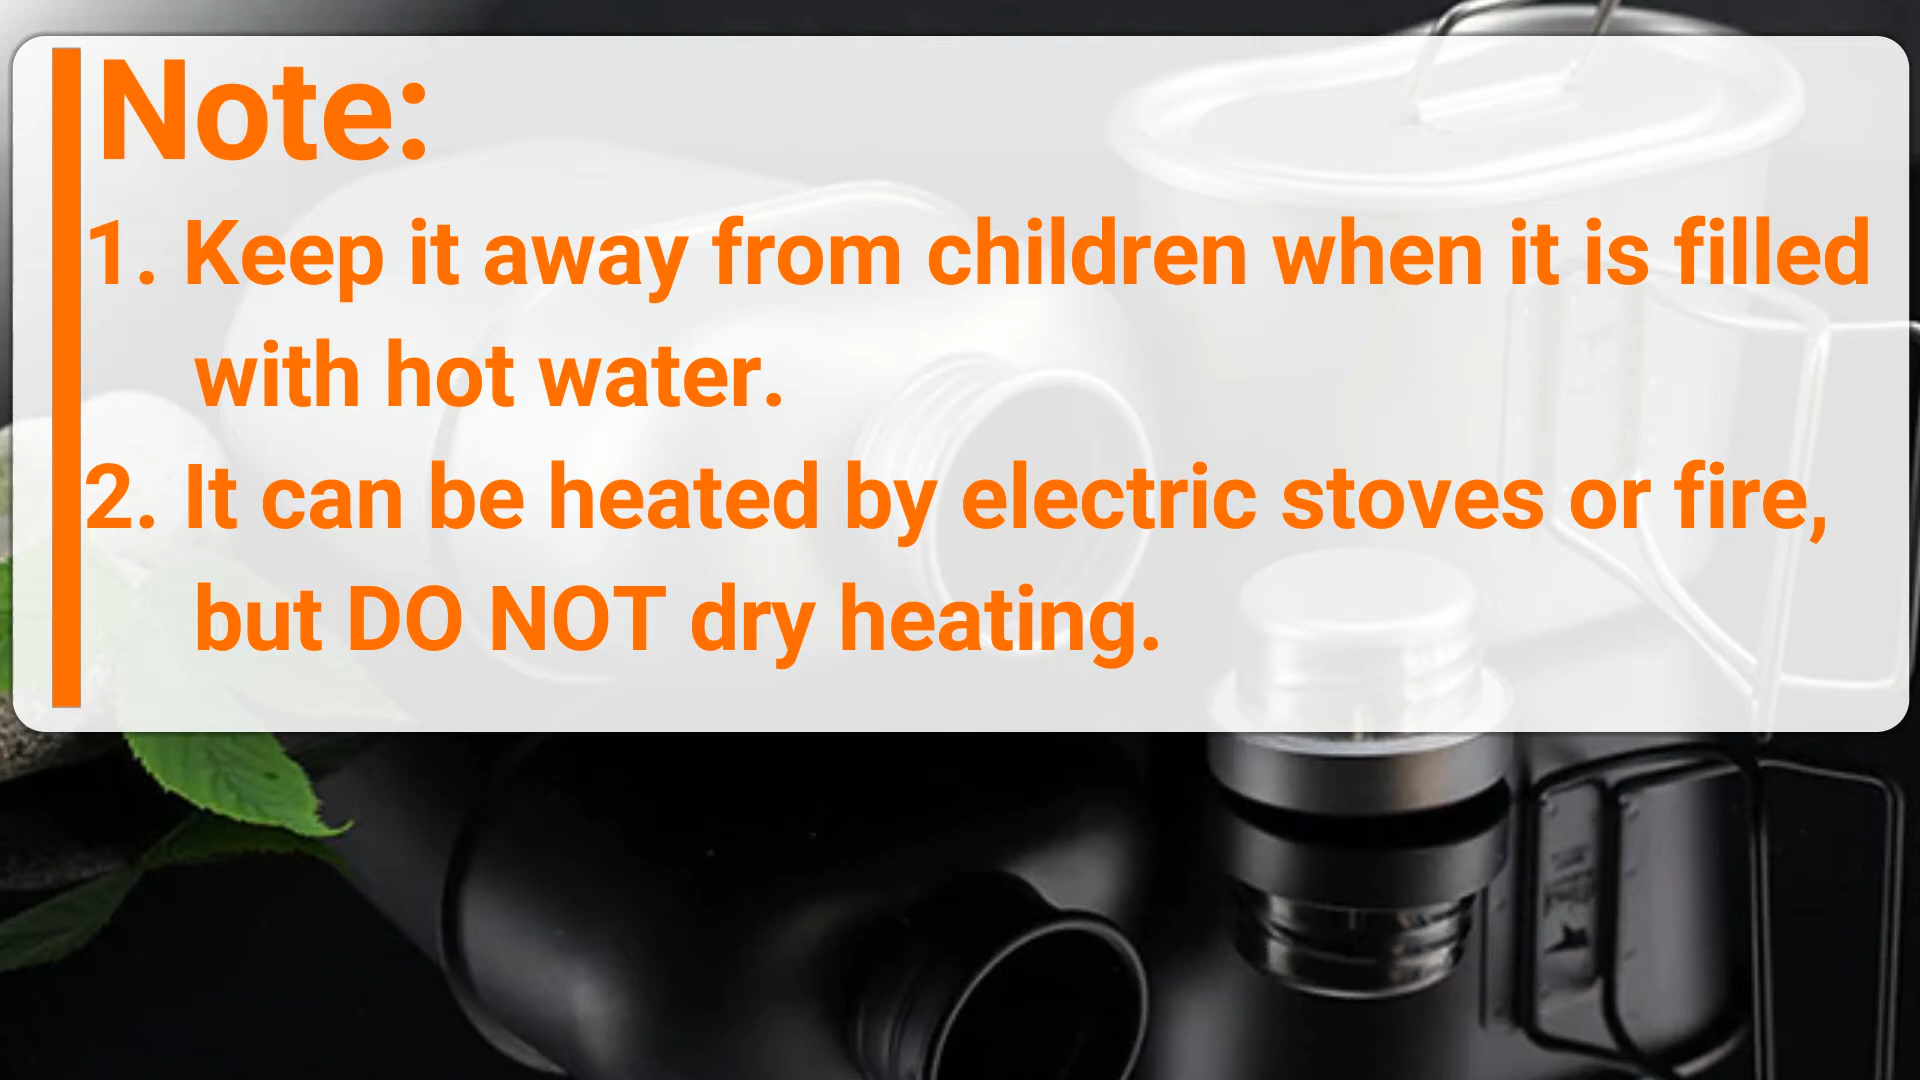 Note:
1. Keep it away from children when it is filled
with hot water.
2. It can be heated by electric stoves or fire,
but DO NOT dry heating.